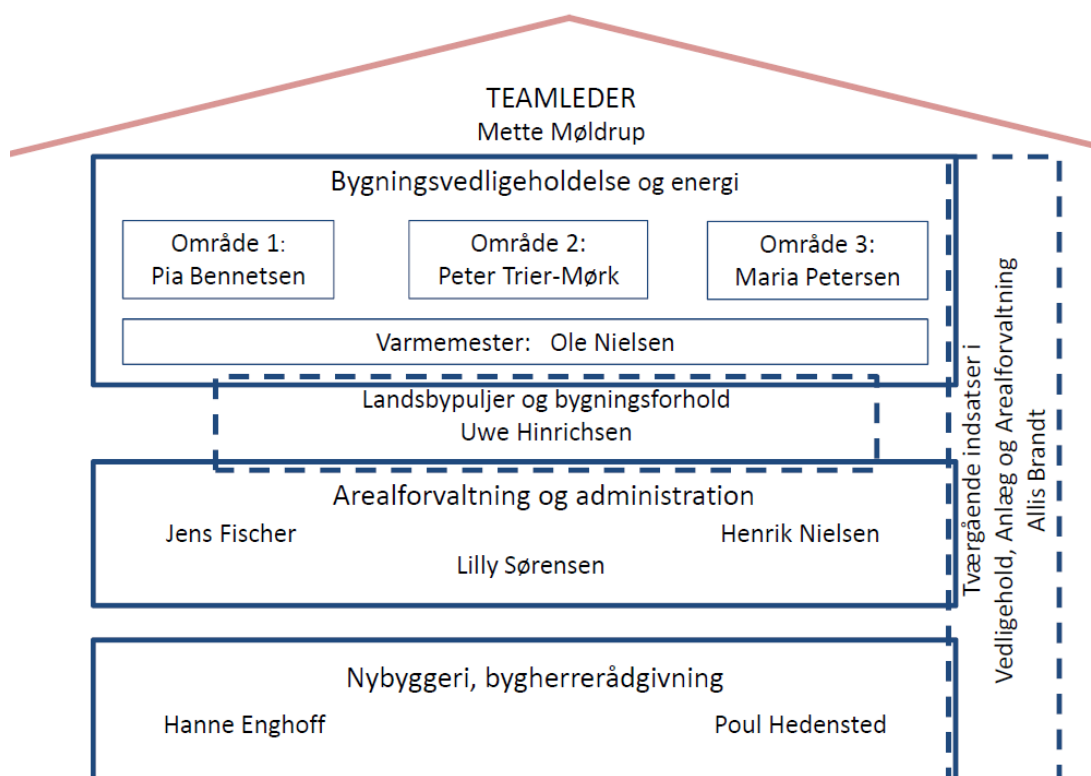 TEAMLEDER
Mette Møldrup
Bygningsvedligeholdelse og energi
Område 1:
Pia Bennetsen
Område 2:
Peter Trier-Mørk
Område 3:
Maria Petersen
Varmemester: Ole Nielsen
Landsbypuljer og bygningsforhold
Uwe Hinrichsen
Arealforvaltning og administration
Jens Fischer
Henrik Nielsen
Lilly Sørensen
Nybyggeri, bygherrerådgivning
Hanne Enghoff
Poul Hedensted
Tværgående indsatser i
Vedligehold, Anlæg og Arealforvaltning
Allis Brandt